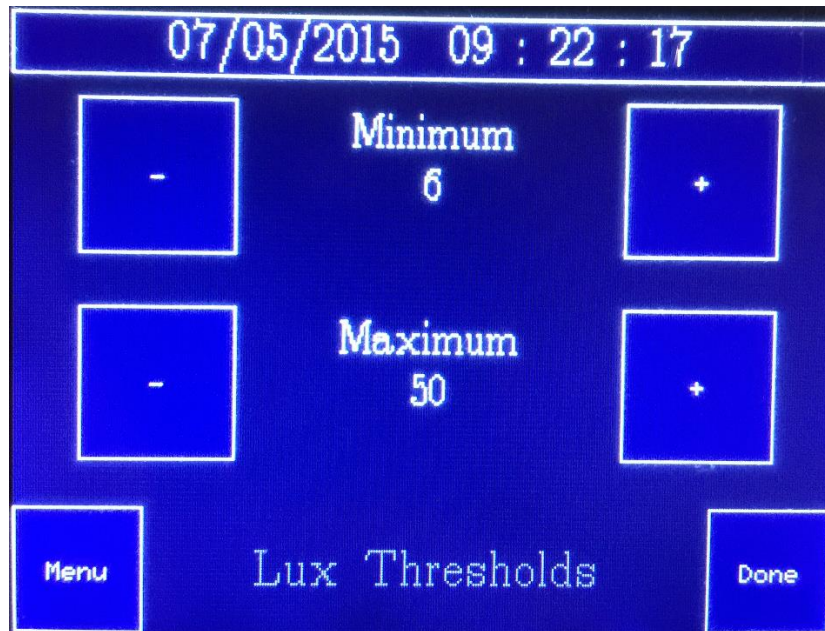 07/05/2015 09 : 22 : 17
Minimum
- 6 +
Maximum
- 50 +
Menu Lux Thresholds Done